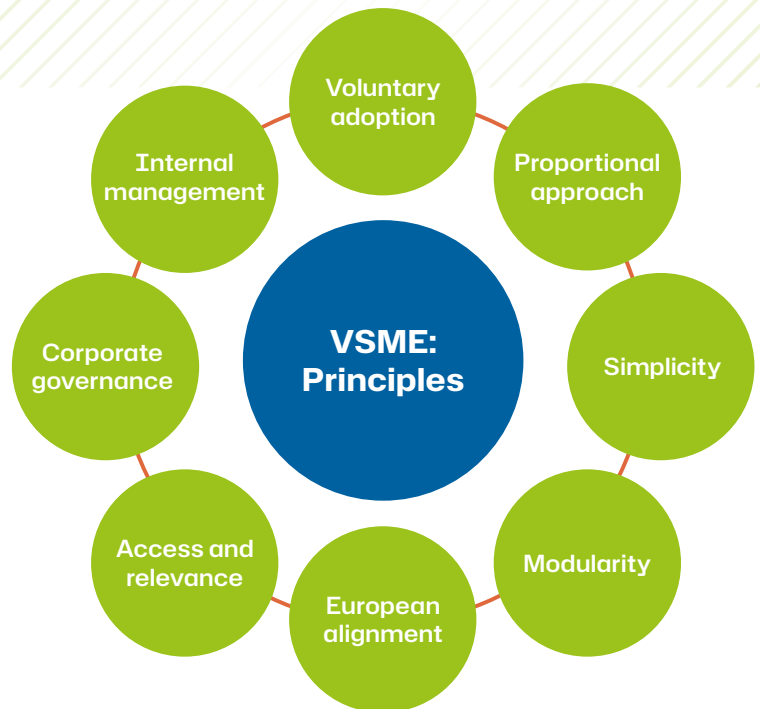 Voluntary
adoption
Proportional
approach
Simplicity
Modularity
European
alignment
Access and
relevance
Corporate
governance
Internal
management
VSME:
Principles